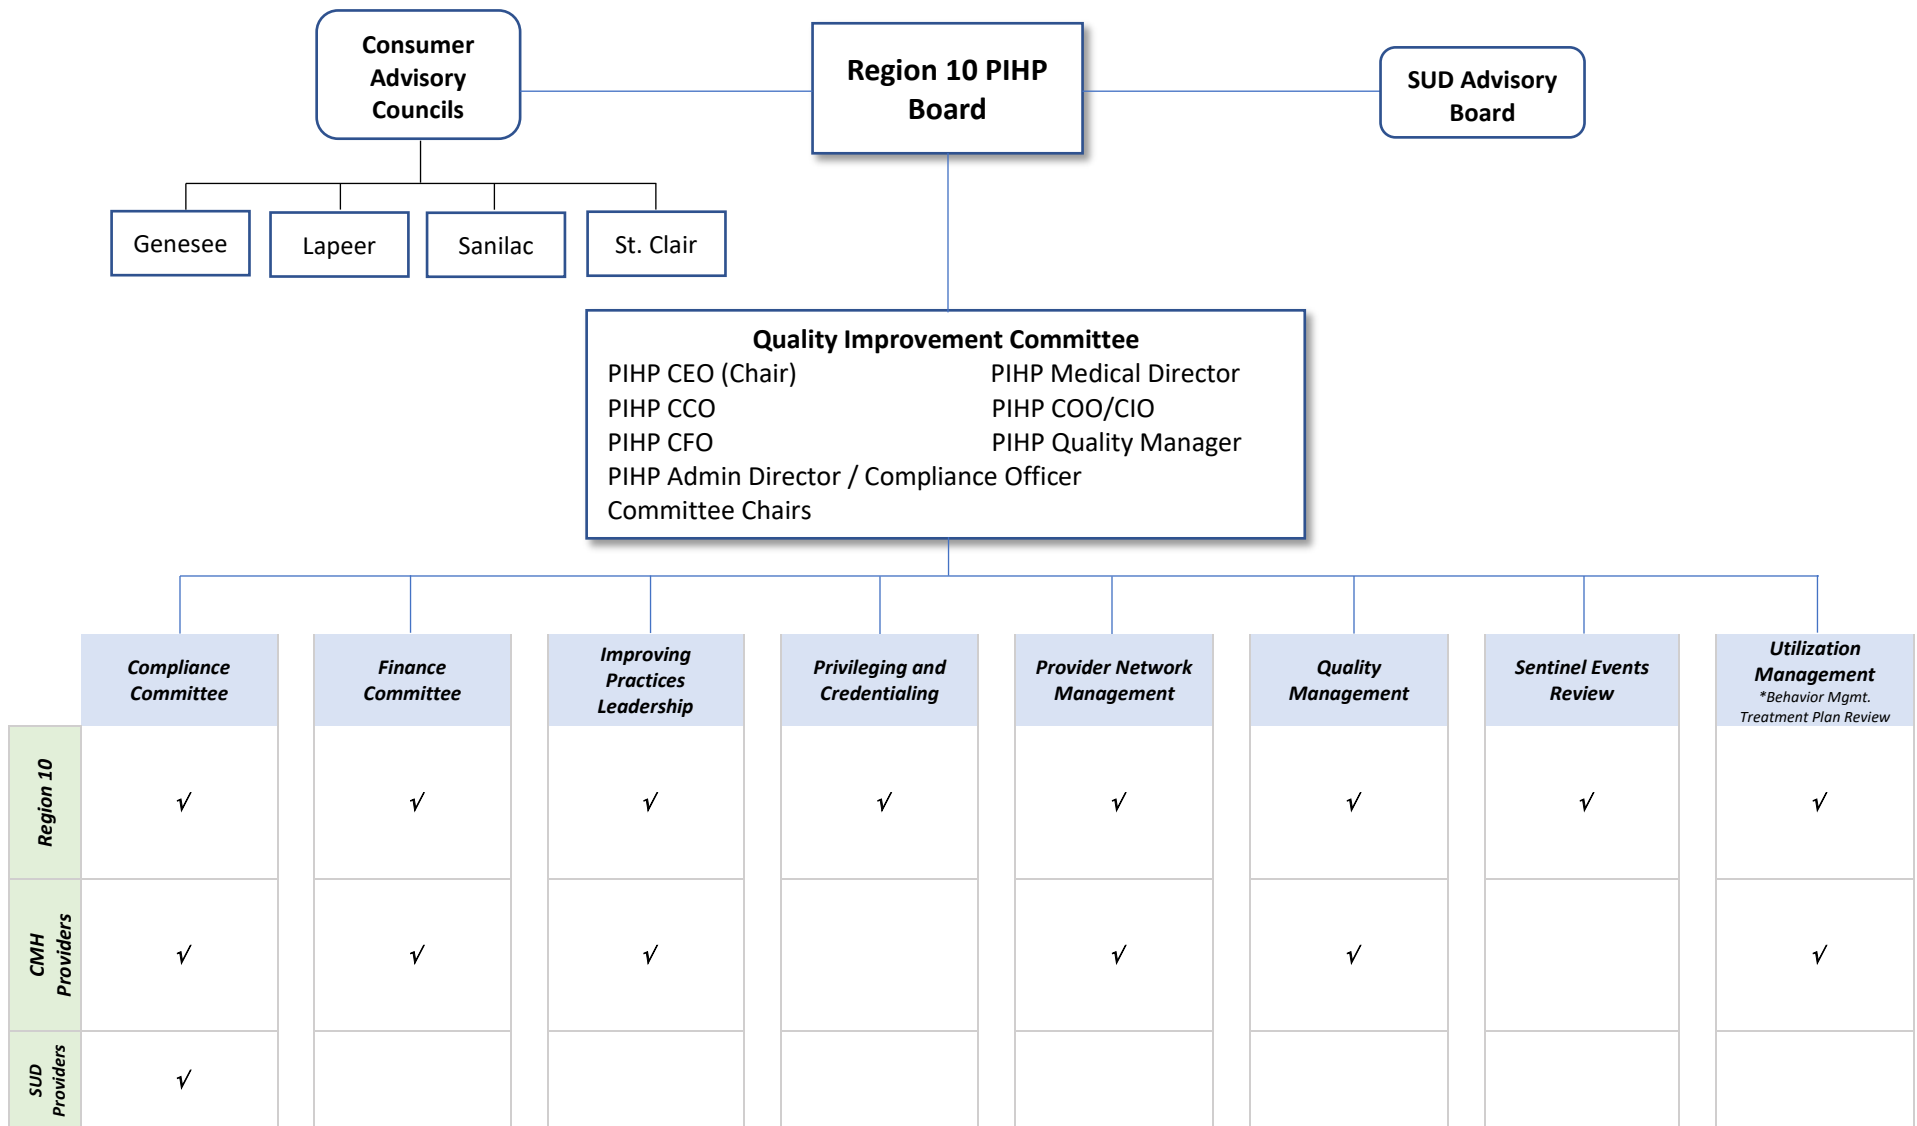 Consumer
Advisory
Councils
Region 10 PIHP
Board
SUD Advisory
Board
Genesee
Lapeer
Sanilac
St. Clair
Quality Improvement Committee
PIHP CEO (Chair) PIHP Medical Director
PIHP CCO PIHP COO/CIO
PIHP CFO PIHP Quality Manager
PIHP Admin Director / Compliance Officer
Committee Chairs
Compliance
Committee
Finance
Committee
Improving
Practices
Leadership
Privileging and
Credentialing
Provider Network
Management
Quality
Management
Sentinel Events
Review
Utilization
Management
*Behavior Mgmt.
Treatment Plan Review
Region 10
√ √ √ √ √ √ √ √
CMH
Providers
√ √ √ √ √ √
SUD
Providers
√